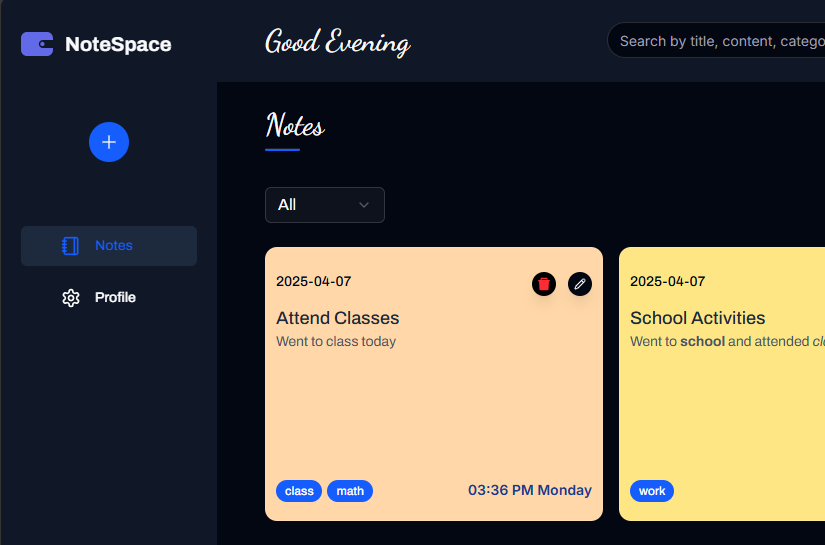 NoteSpace
Good Evening
Search by title, content, catego
Notes
Profile
Notes
All
2025-04-07
Attend Classes
Went to class today
class math
03:36 PM Monday
2025-04-07
School Activities
Went to school and attended cl
work